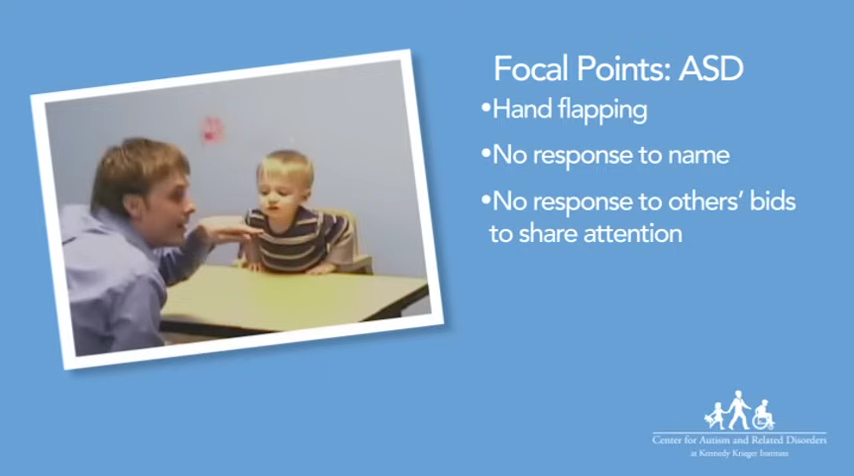 Focal Points: ASD
•Hand flapping
•No response to name
•No response to others’ bids
to share attention
Center for Autism and Related Disorders
at Kennedy Krieger Institute